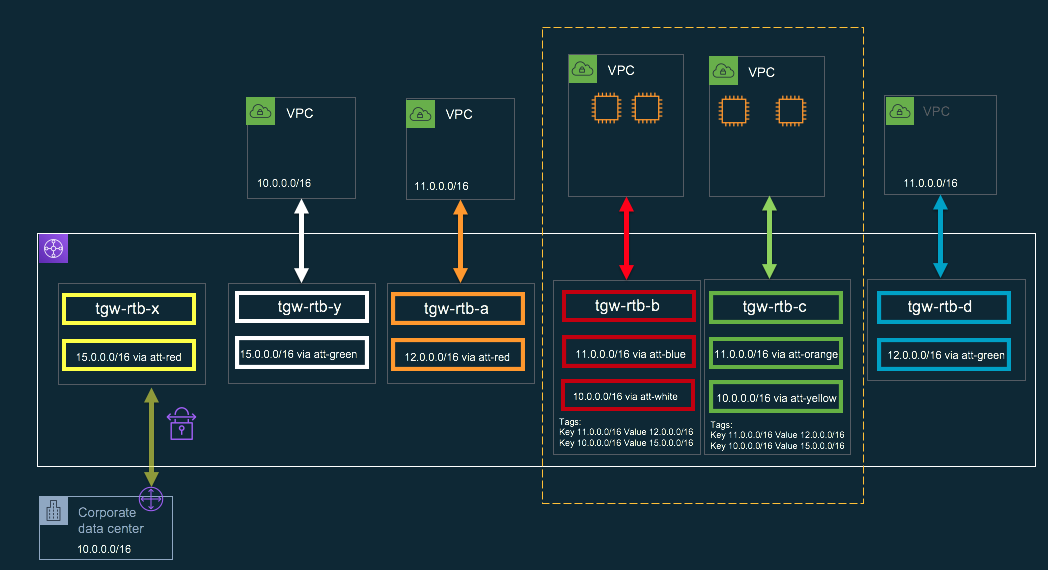 VPC
VPC
VPC
VPC
VPC
10.0.0.0/16
11.0.0.0/16
11.0.0.0/16
tgw-rtb-x
tgw-rtb-y
tgw-rtb-a
tgw-rtb-b
tgw-rtb-c
tgw-rtb-d
15.0.0.0/16 via att-red
15.0.0.0/16 via att-green
12.0.0.0/16 via att-red
11.0.0.0/16 via att-blue
11.0.0.0/16 via att-orange
12.0.0.0/16 via att-green
10.0.0.0/16 via att-white
10.0.0.0/16 via att-yellow
Tags:
Key 11.0.0.0/16 Value 12.0.0.0/16
Key 10.0.0.0/16 Value 15.0.0.0/16
Tags:
Key 11.0.0.0/16 Value 12.0.0.0/16
Key 10.0.0.0/16 Value 15.0.0.0/16
Corporate
data center
10.0.0.0/16